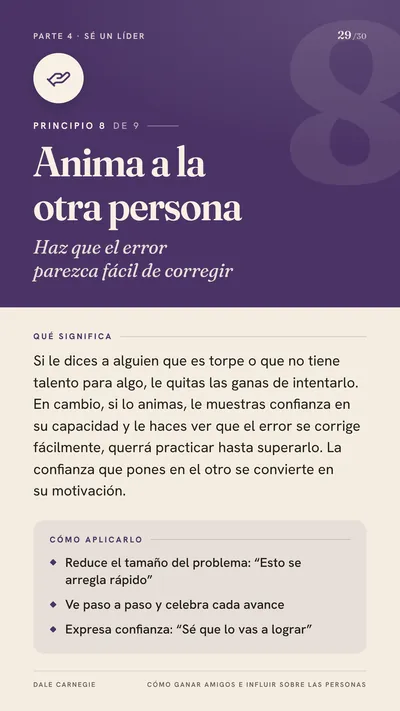 PARTE 4 · SÉ UN LÍDER
29/30
8
PRINCIPIO 8 DE 9
Anima a la
otra persona
Haz que el error
parezca fácil de corregir
QUÉ SIGNIFICA
Si le dices a alguien que es torpe o que no tiene
talento para algo, le quitas las ganas de intentarlo.
En cambio, si lo animas, le muestras confianza en
su capacidad y le haces ver que el error se corrige
fácilmente, querrá practicar hasta superarlo. La
confianza que pones en el otro se convierte en
su motivación.
CÓMO APLICARLO
◆ Reduce el tamaño del problema: “Esto se
arregla rápido”
◆ Ve paso a paso y celebra cada avance
◆ Expresa confianza: “Sé que lo vas a lograr”
DALE CARNEGIE
CÓMO GANAR AMIGOS E INFLUIR SOBRE LAS PERSONAS